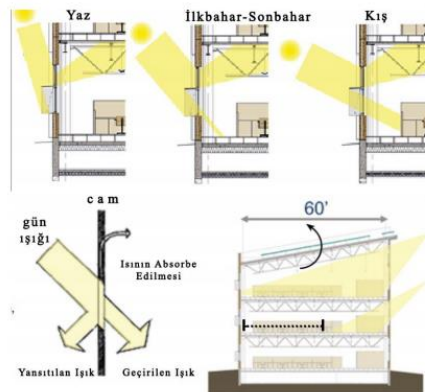 Yaz
İlkbahar-Sonbahar
Kış
cam
gün
ışığı
Isının Absorbe
Edilmesi
Yansıtılan Işık
Geçirilen Işık
60'